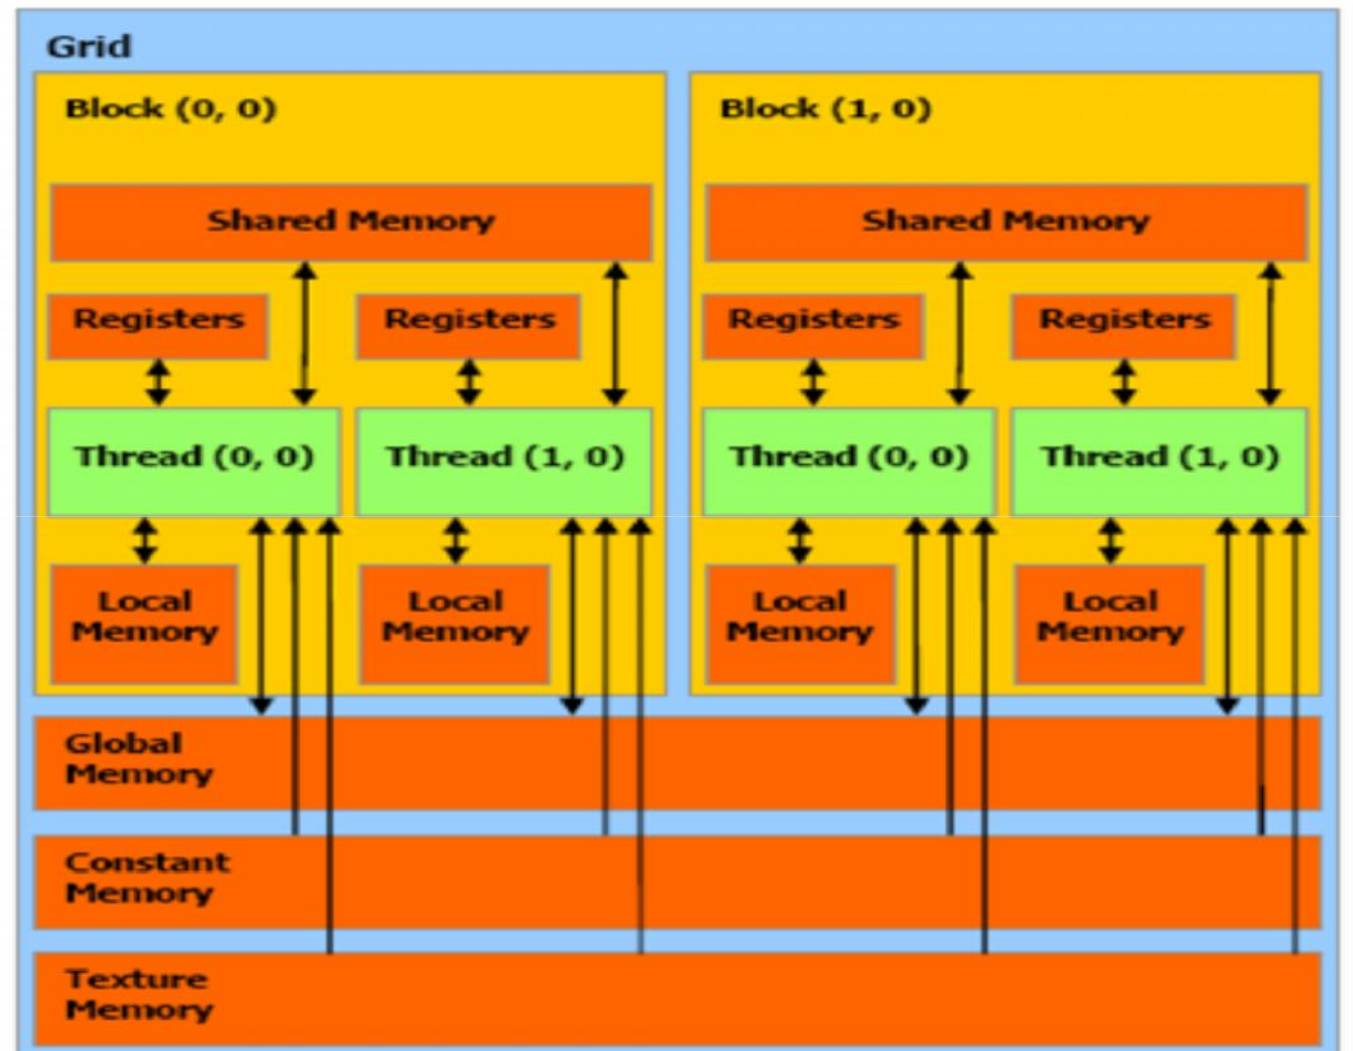 Grid
Block (0, 0)
Block (1, 0)
Shared Memory
Shared Memory
Registers
Registers
Registers
Registers
Thread (0, 0)
Thread (1, 0)
Thread (0, 0)
Thread (1, 0)
Local
Memory
Local
Memory
Local
Memory
Local
Memory
Global
Memory
Constant
Memory
Texture
Memory